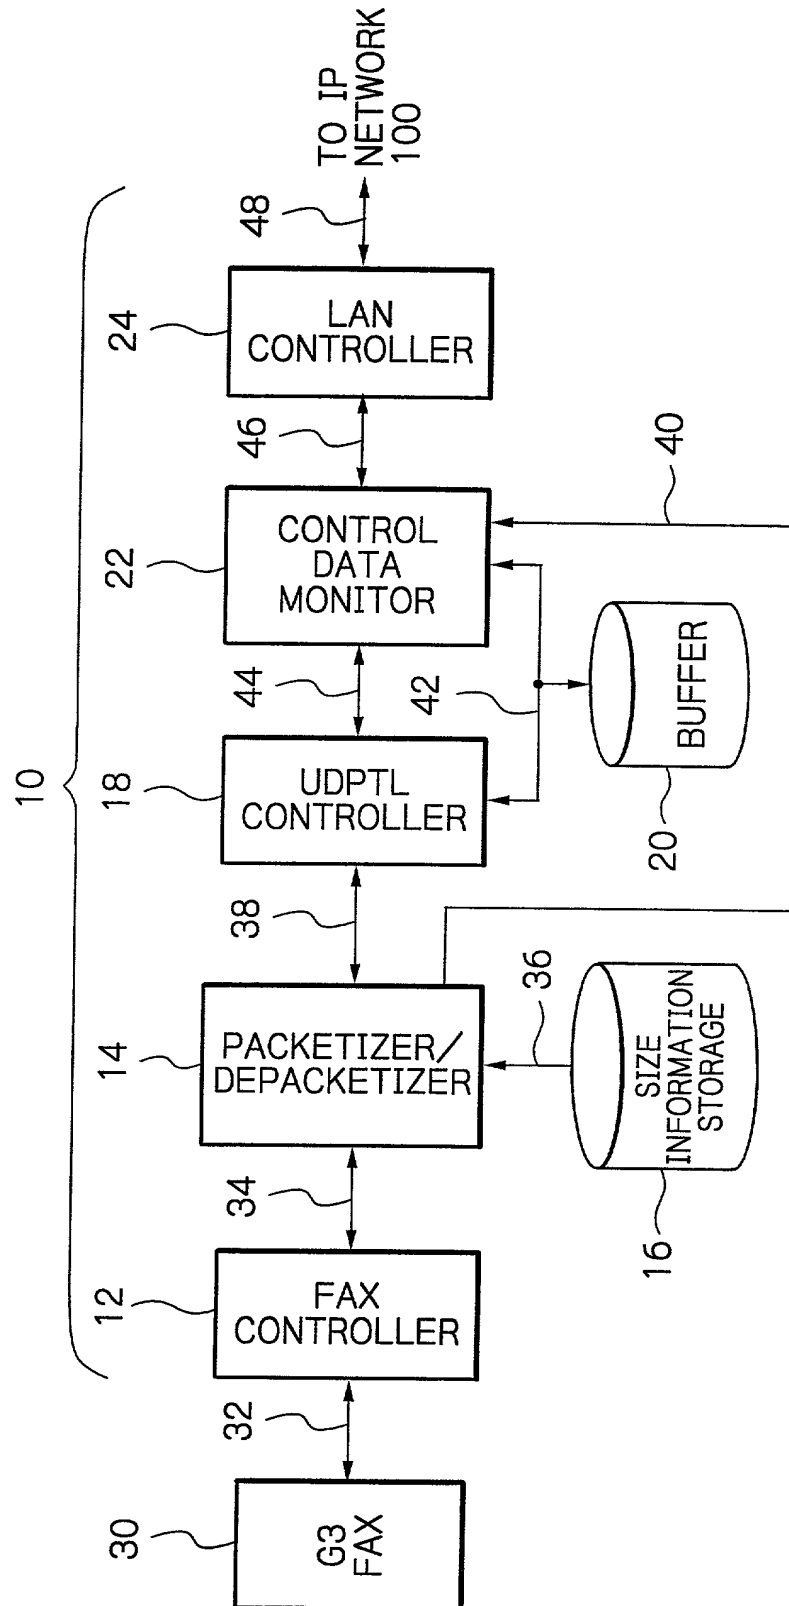 10
30
G3
FAX
32
12
FAX
CONTROLLER
34
14
PACKETIZER/
DEPACKETIZER
38
18
UDPTL
CONTROLLER
44
22
CONTROL
DATA
MONITOR
46
24
LAN
CONTROLLER
48
TO IP
NETWORK
100
36
42
40
16
SIZE
INFORMATION
STORAGE
20
BUFFER